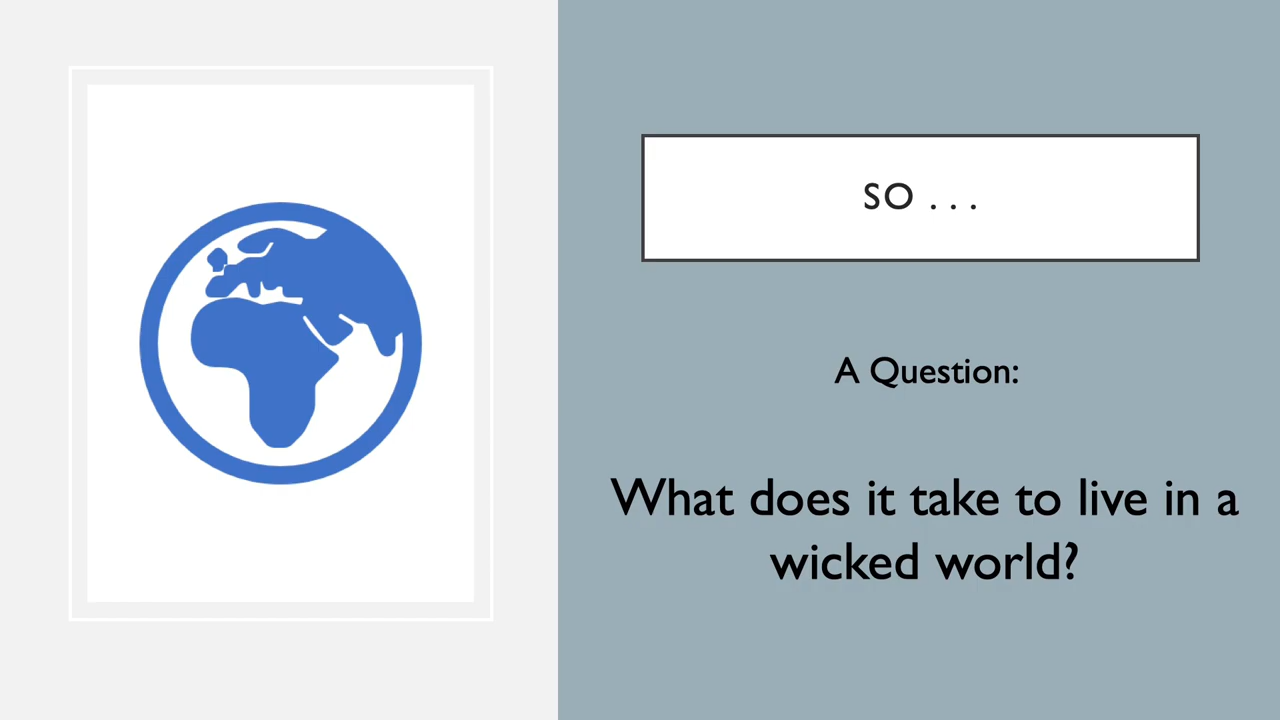 SO . . .
A Question:
What does it take to live in a
wicked world?